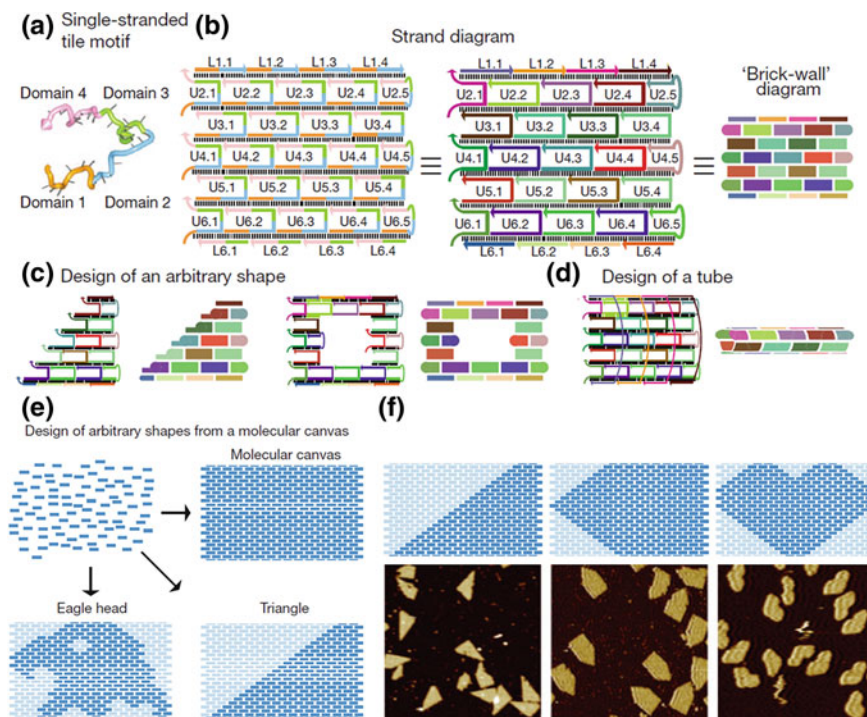 (a) Single-stranded
tile motif
Domain 4 Domain 3
Domain 1 Domain 2
(b) Strand diagram
L1.1 L1.2 L1.3 L1.4
U2.1 U2.2 U2.3 U2.4 U2.5
U3.1 U3.2 U3.3 U3.4
U4.1 U4.2 U4.3 U4.4 U4.5
U5.1 U5.2 U5.3 U5.4
U6.1 U6.2 U6.3 U6.4 U6.5
L6.1 L6.2 L6.3 L6.4
≡
L1.1 L1.2 L1.3 L1.4
U2.1 U2.2 U2.3 U2.4 U2.5
U3.1 U3.2 U3.3 U3.4
U4.1 U4.2 U4.3 U4.4 U4.5
U5.1 U5.2 U5.3 U5.4
U6.1 U6.2 U6.3 U6.4 U6.5
L6.1 L6.2 L6.3 L6.4
≡
‘Brick-wall’
diagram
(c) Design of an arbitrary shape
(d) Design of a tube
(e)
Design of arbitrary shapes from a molecular canvas
Molecular canvas
Eagle head
Triangle
(f)